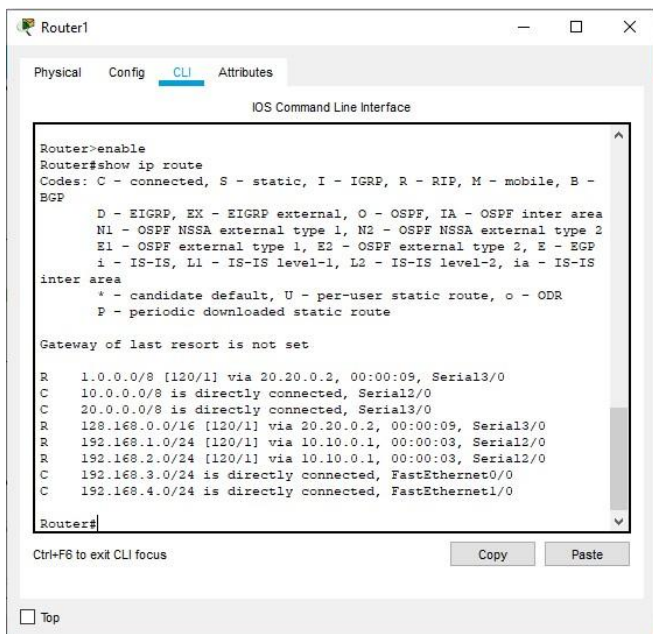 Router1
Physical Config CLI Attributes
IOS Command Line Interface
Router>enable
Router#show ip route
Codes: C - connected, S - static, I - IGRP, R - RIP, M - mobile, B -
BGP
D - EIGRP, EX - EIGRP external, O - OSPF, IA - OSPF inter area
N1 - OSPF NSSA external type 1, N2 - OSPF NSSA external type 2
E1 - OSPF external type 1, E2 - OSPF external type 2, E - EGP
i - IS-IS, L1 - IS-IS level-1, L2 - IS-IS level-2, ia - IS-IS
inter area
* - candidate default, U - per-user static route, o - ODR
P - periodic downloaded static route
Gateway of last resort is not set
R 1.0.0.0/8 [120/1] via 20.20.0.2, 00:00:09, Serial3/0
C 10.0.0.0/8 is directly connected, Serial2/0
C 20.0.0.0/8 is directly connected, Serial3/0
R 128.168.0.0/16 [120/1] via 20.20.0.2, 00:00:09, Serial3/0
R 192.168.1.0/24 [120/1] via 10.10.0.1, 00:00:03, Serial2/0
R 192.168.2.0/24 [120/1] via 10.10.0.1, 00:00:03, Serial2/0
C 192.168.3.0/24 is directly connected, FastEthernet0/0
C 192.168.4.0/24 is directly connected, FastEthernet1/0
Router#
Ctrl+F6 to exit CLI focus
Copy Paste
Top